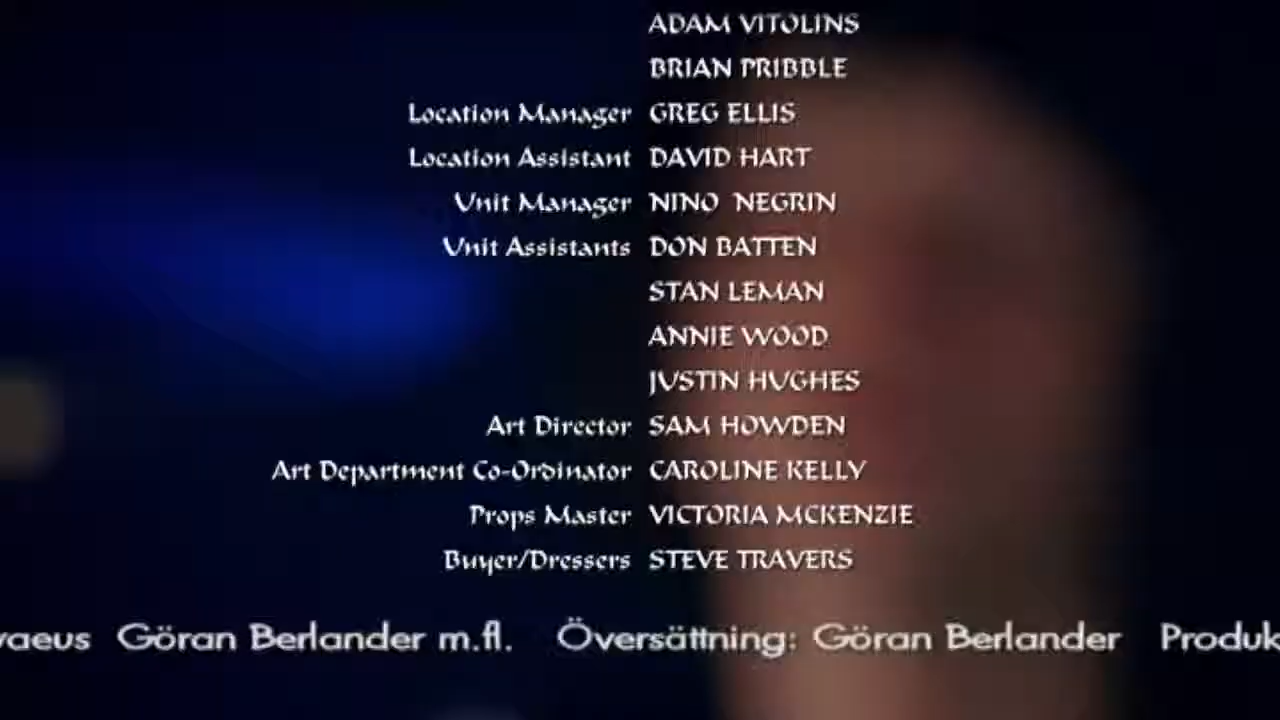 ADAM VITOLINS
BRIAN PRIBBLE
Location Manager GREG ELLIS
Location Assistant DAVID HART
Unit Manager NINO NEGRIN
Unit Assistants DON BATTEN
STAN LEMAN
ANNIE WOOD
JUSTIN HUGHES
Art Director SAM HOWDEN
Art Department Co-Ordinator CAROLINE KELLY
Props Master VICTORIA MCKENZIE
Buyer/Dressers STEVE TRAVERS
vaeus Göran Berlander m.fl. Översättning: Göran Berlander Produk